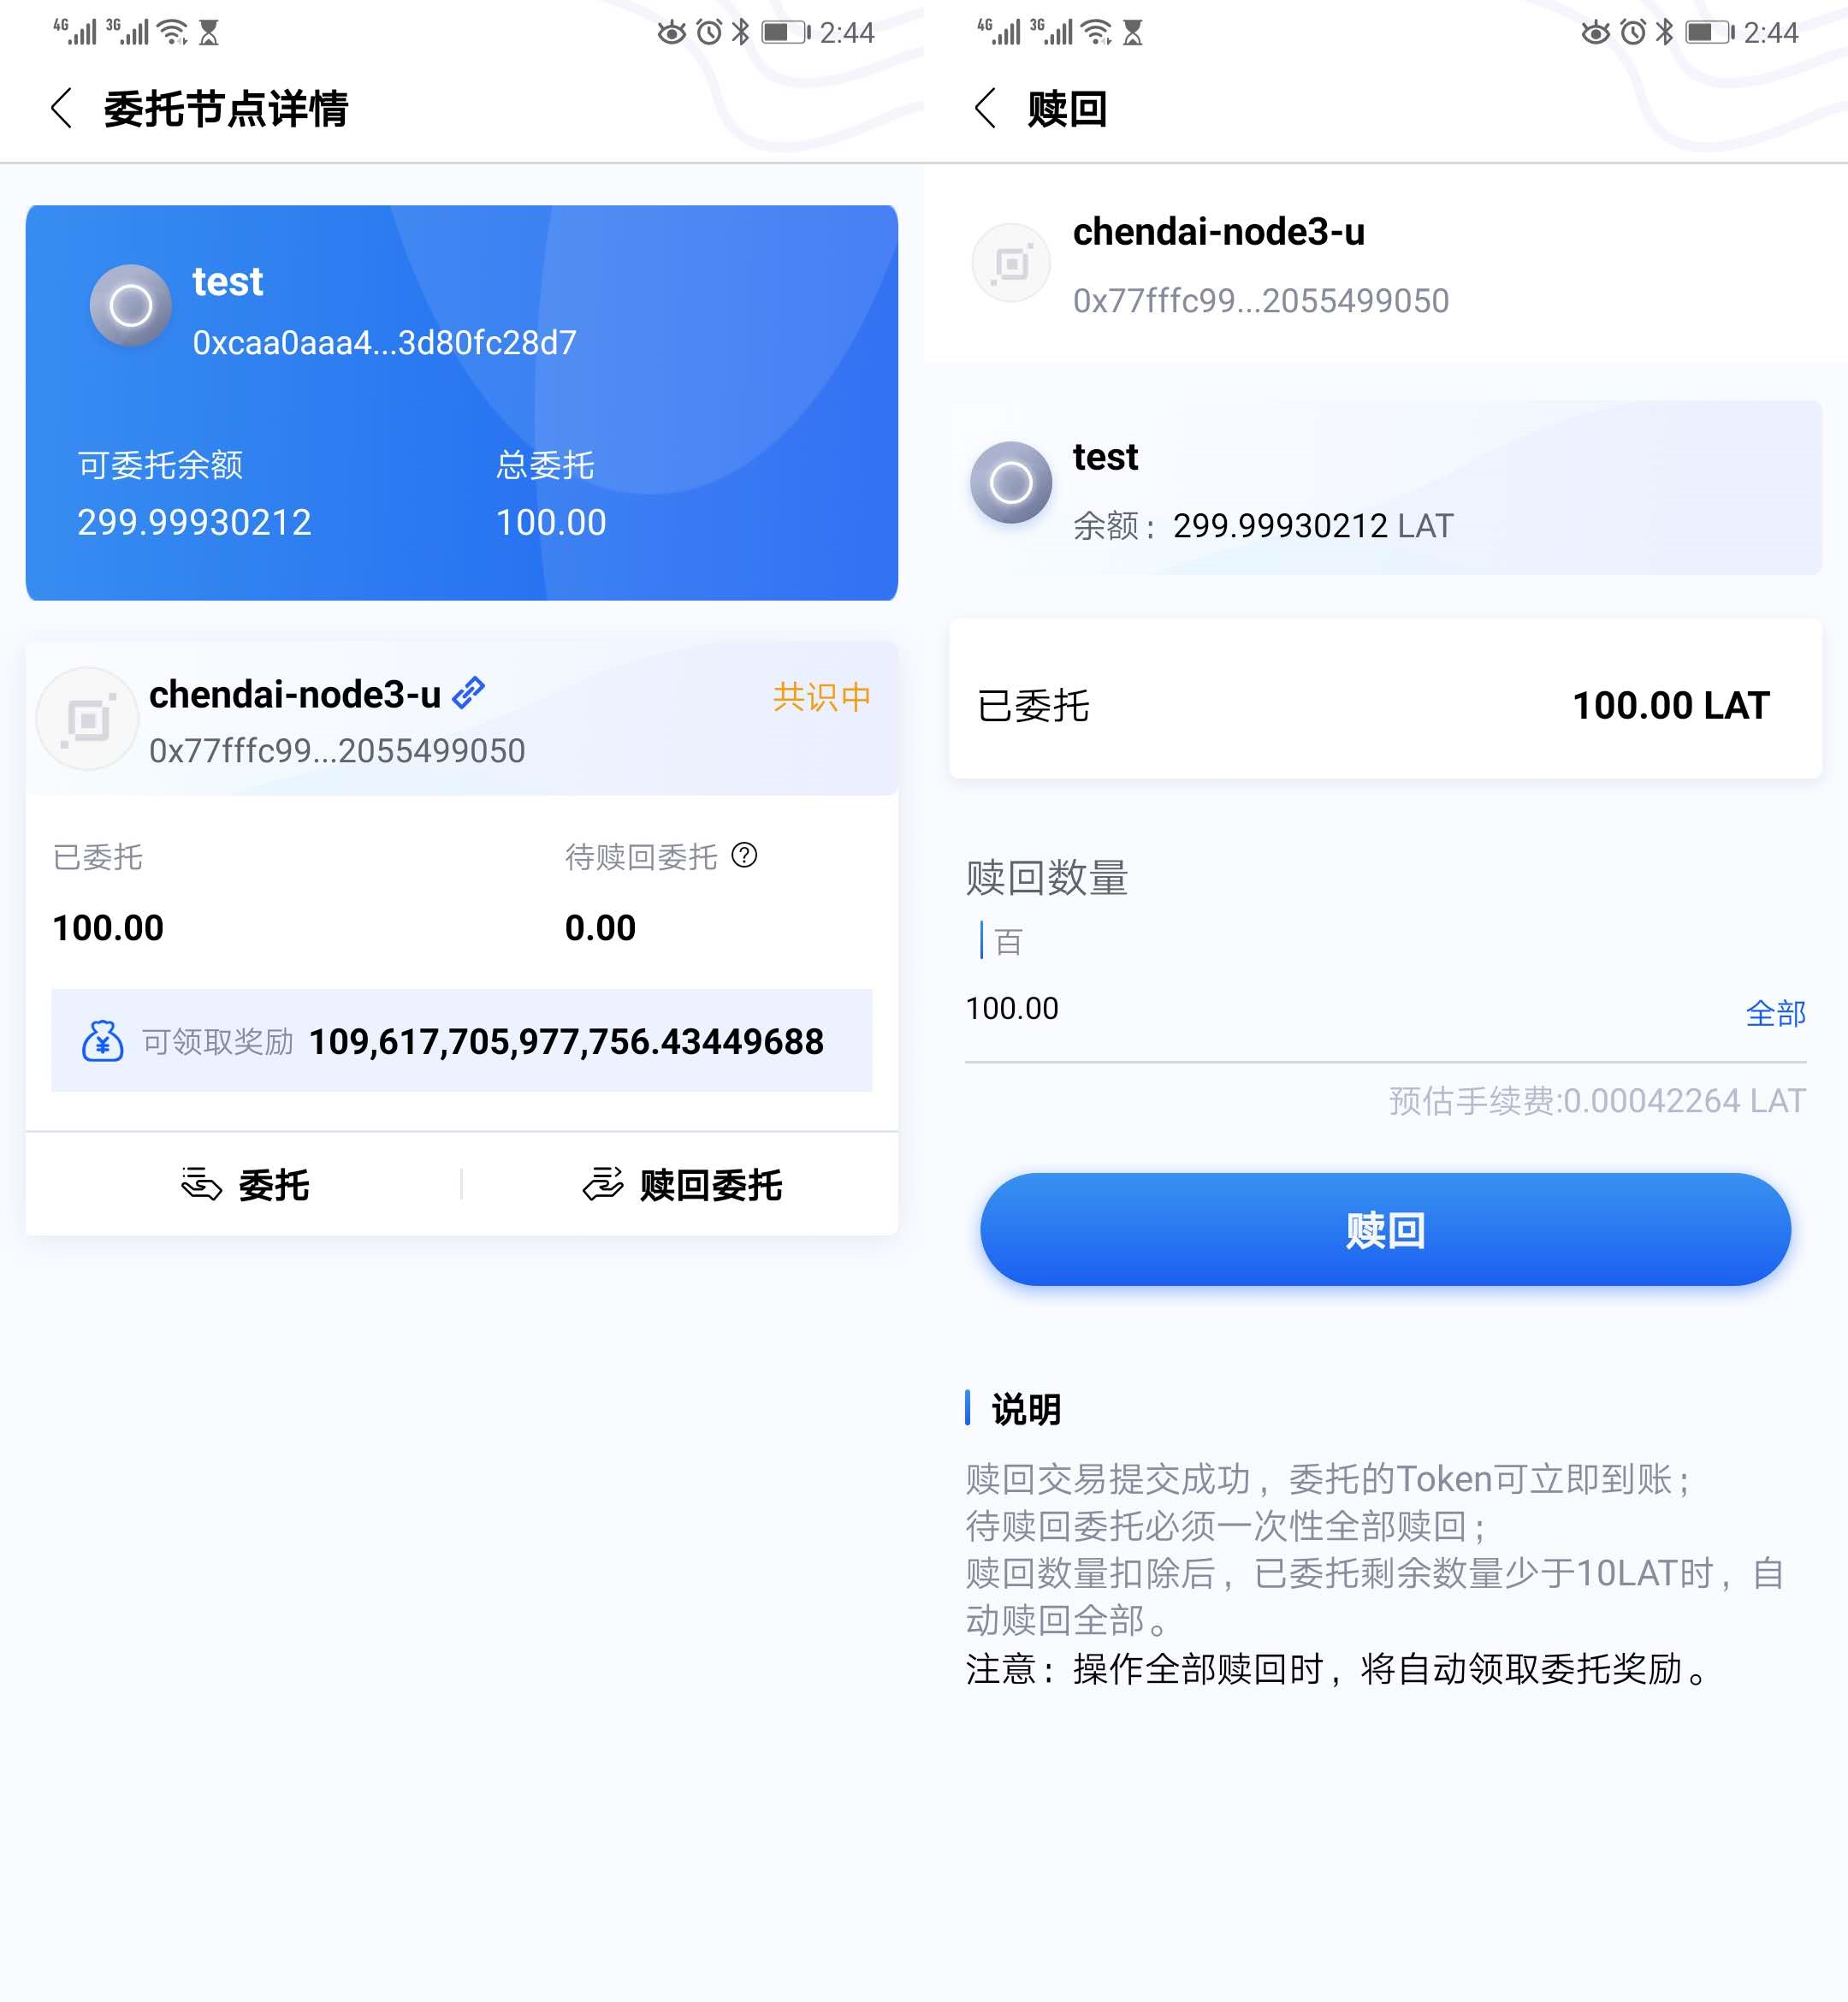 4G 3G 2:44
委托节点详情
test
0xcaa0aaa4...3d80fc28d7
可委托余额 总委托
299.99930212 100.00
chendai-node3-u 共识中
0x77fffc99...2055499050
已委托 待赎回委托 ?
100.00 0.00
¥ 可领取奖励 109,617,705,977,756.43449688
委托 赎回委托
4G 3G 2:44
赎回
chendai-node3-u
0x77fffc99...2055499050
test
余额：299.99930212 LAT
已委托 100.00 LAT
赎回数量
百
100.00 全部
预估手续费:0.00042264 LAT
赎回
说明
赎回交易提交成功，委托的Token可立即到账；
待赎回委托必须一次性全部赎回；
赎回数量扣除后，已委托剩余数量少于10LAT时，自
动赎回全部。
注意：操作全部赎回时，将自动领取委托奖励。